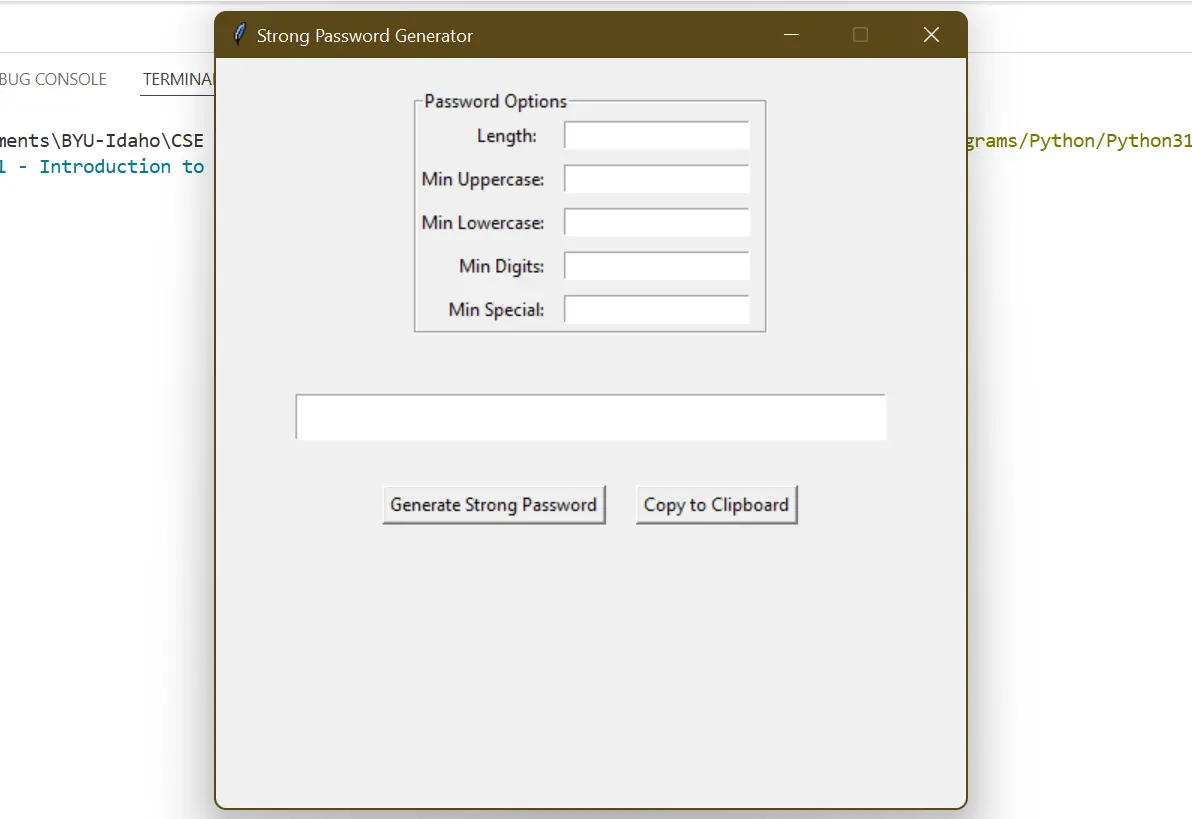 Strong Password Generator
BUG CONSOLE TERMINAL
ments\BYU-Idaho\CSE grams/Python/Python31
1 - Introduction to
Password Options
Length:
Min Uppercase:
Min Lowercase:
Min Digits:
Min Special:
Generate Strong Password Copy to Clipboard